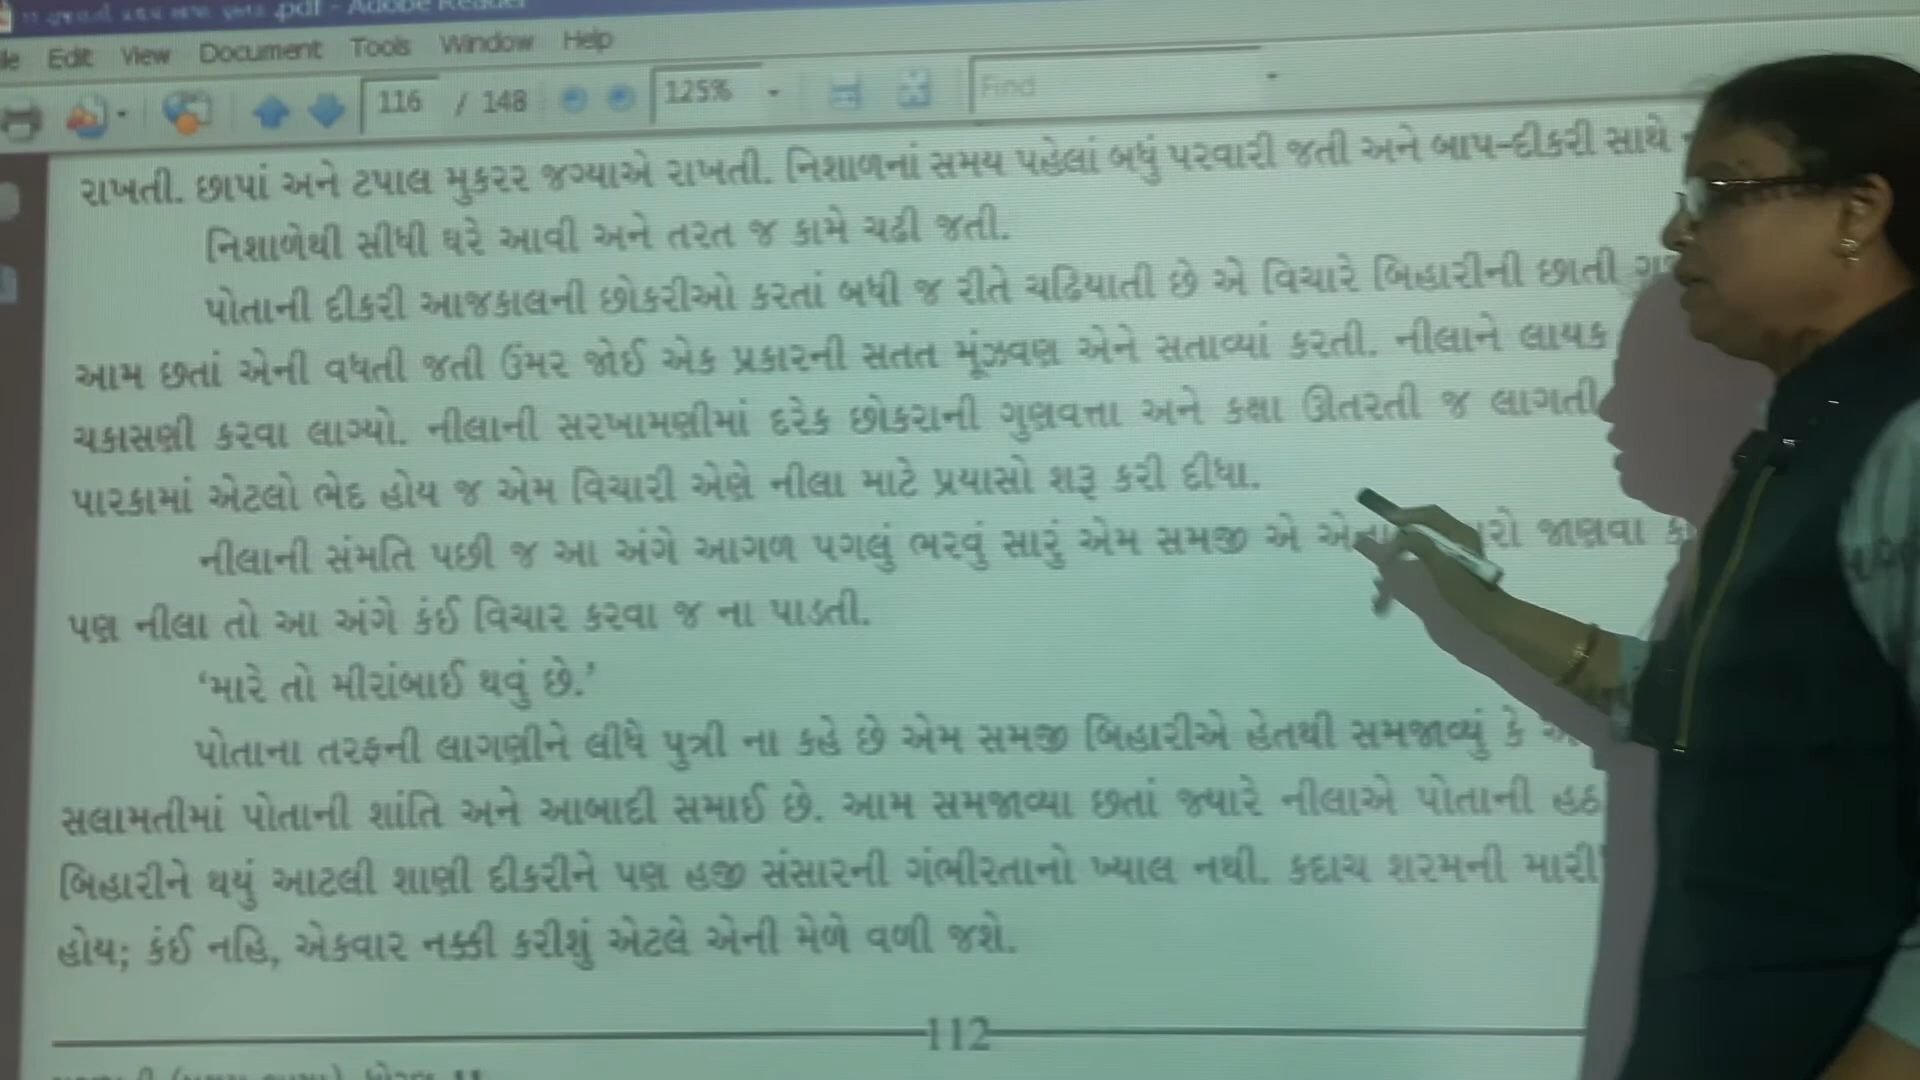 .pdf - Adobe Reader
Edit View Document Tools Window Help
116 / 148 125% Find
રાખતી. છાપાં અને ટપાલ મુકરર જગ્યાએ રાખતી. નિશાળનાં સમય પહેલાં બધું પરવારી જતી અને બાપ-દીકરી સાથે
નિશાળેથી સીધી ઘરે આવી અને તરત જ કામે ચઢી જતી.
પોતાની દીકરી આજકાલની છોકરીઓ કરતાં બધી જ રીતે ચઢિયાતી છે એ વિચારે બિહારીની છાતી
આમ છતાં એની વધતી જતી ઉંમર જોઈ એક પ્રકારની સતત મૂંઝવણ એને સતાવ્યાં કરતી. નીલાને લાયક
ચકાસણી કરવા લાગ્યો. નીલાની સરખામણીમાં દરેક છોકરાની ગુણવત્તા અને કક્ષા ઊતરતી જ લાગતી
પારકામાં એટલો ભેદ હોય જ એમ વિચારી એણે નીલા માટે પ્રયાસો શરૂ કરી દીધા.
નીલાની સંમતિ પછી જ આ અંગે આગળ પગલું ભરવું સારું એમ સમજી એ જાણવા
પણ નીલા તો આ અંગે કંઈ વિચાર કરવા જ ના પાડતી.
‘મારે તો મીરાંબાઈ થવું છે.’
પોતાના તરફની લાગણીને લીધે પુત્રી ના કહે છે એમ સમજી બિહારીએ હેતથી સમજાવ્યું કે
સલામતીમાં પોતાની શાંતિ અને આબાદી સમાઈ છે. આમ સમજાવ્યા છતાં જ્યારે નીલાએ પોતાની હઠ
બિહારીને થયું આટલી શાણી દીકરીને પણ હજી સંસારની ગંભીરતાનો ખ્યાલ નથી. કદાચ શરમની મારી
હોય; કંઈ નહિ, એકવાર નક્કી કરીશું એટલે એની મેળે વળી જશે.
112